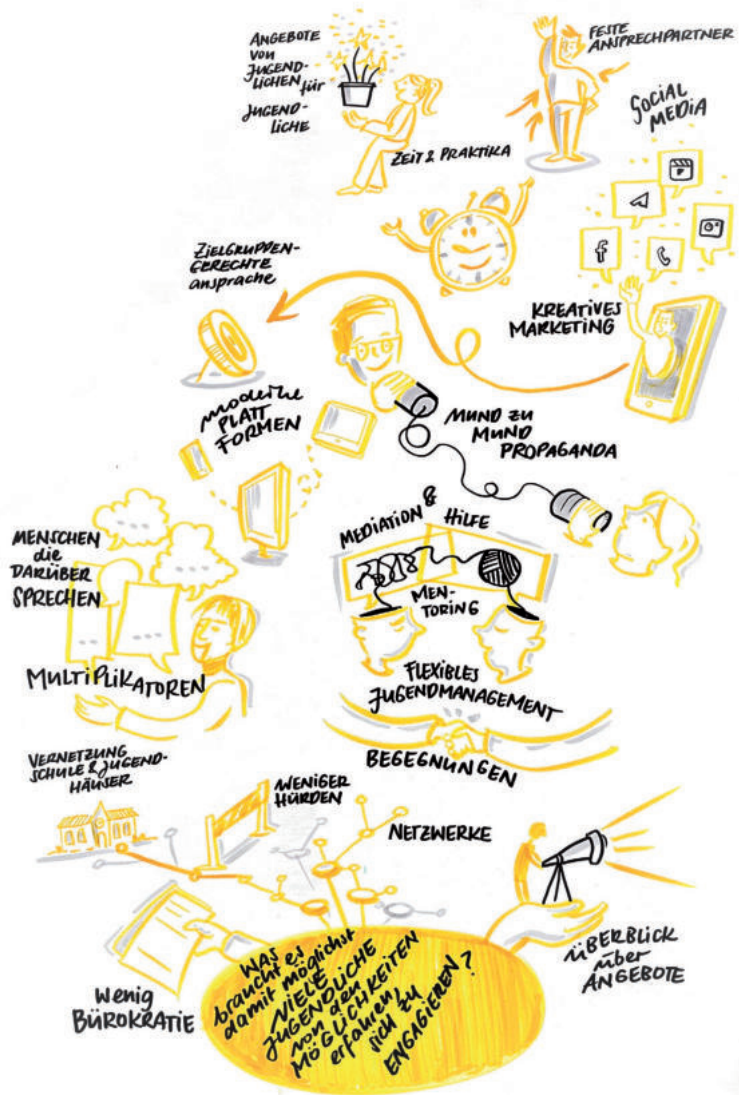 ANGEBOTE
VON
JUGEND-
LICHEN für
JUGEND
LICHE
ZEIT & PRAKTIKA
FESTE
ANSPRECHPARTNER
SOCIAL
MEDIA
ZIELGRUPPEN-
GERECHTE
ansprache
KREATIVES
MARKETING
moderne
PLATT
FORMEN
MUND ZU
MUND
PROPAGANDA
MEDIATION & HILFE
MEN-
TORING
MENSCHEN
die
DARÜBER
SPRECHEN
MULTIPLIKATOREN
FLEXIBLES
JUGENDMANAGEMENT
BEGEGNUNGEN
VERNETZUNG
SCHULE & JUGEND-
HÄUSER
WENIGER
HÜRDEN
NETZWERKE
Wenig
BÜROKRATIE
ÜBERBLICK
über
ANGEBOTE
WAS
braucht es
damit möglichst
VIELE
JUGENDLICHE
von den
MÖGLICHKEITEN
erfahren,
sich zu
ENGAGIEREN?